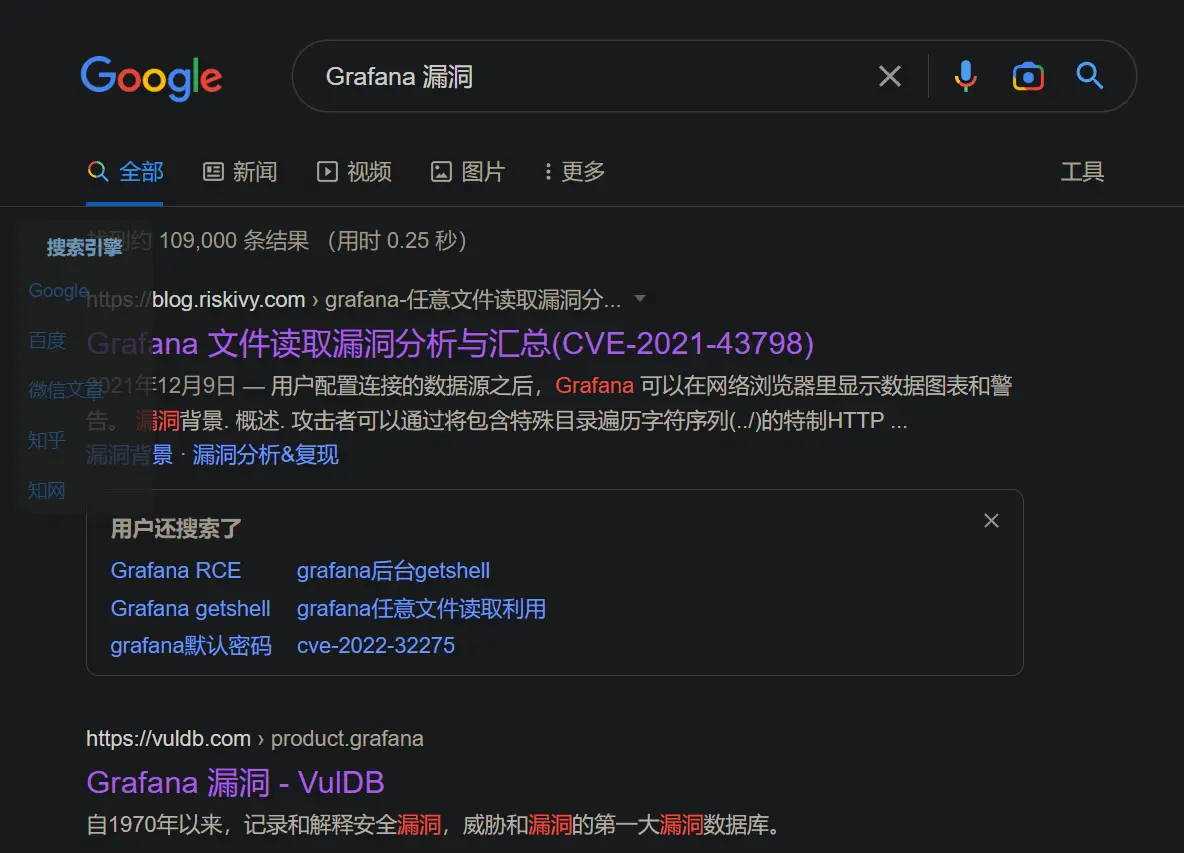 Google
Grafana 漏洞
全部 新闻 视频 图片 更多 工具
找到约 109,000 条结果 （用时 0.25 秒）
搜索引擎
Google
百度
微信文章
知乎
知网
https://blog.riskivy.com › grafana-任意文件读取漏洞分...
Grafana 文件读取漏洞分析与汇总(CVE-2021-43798)
2021年12月9日 — 用户配置连接的数据源之后，Grafana 可以在网络浏览器里显示数据图表和警
告。 漏洞背景. 概述. 攻击者可以通过将包含特殊目录遍历字符序列(../)的特制HTTP ...
漏洞背景 · 漏洞分析&复现
用户还搜索了
Grafana RCE grafana后台getshell
Grafana getshell grafana任意文件读取利用
grafana默认密码 cve-2022-32275
https://vuldb.com › product.grafana
Grafana 漏洞 - VulDB
自1970年以来，记录和解释安全漏洞，威胁和漏洞的第一大漏洞数据库。